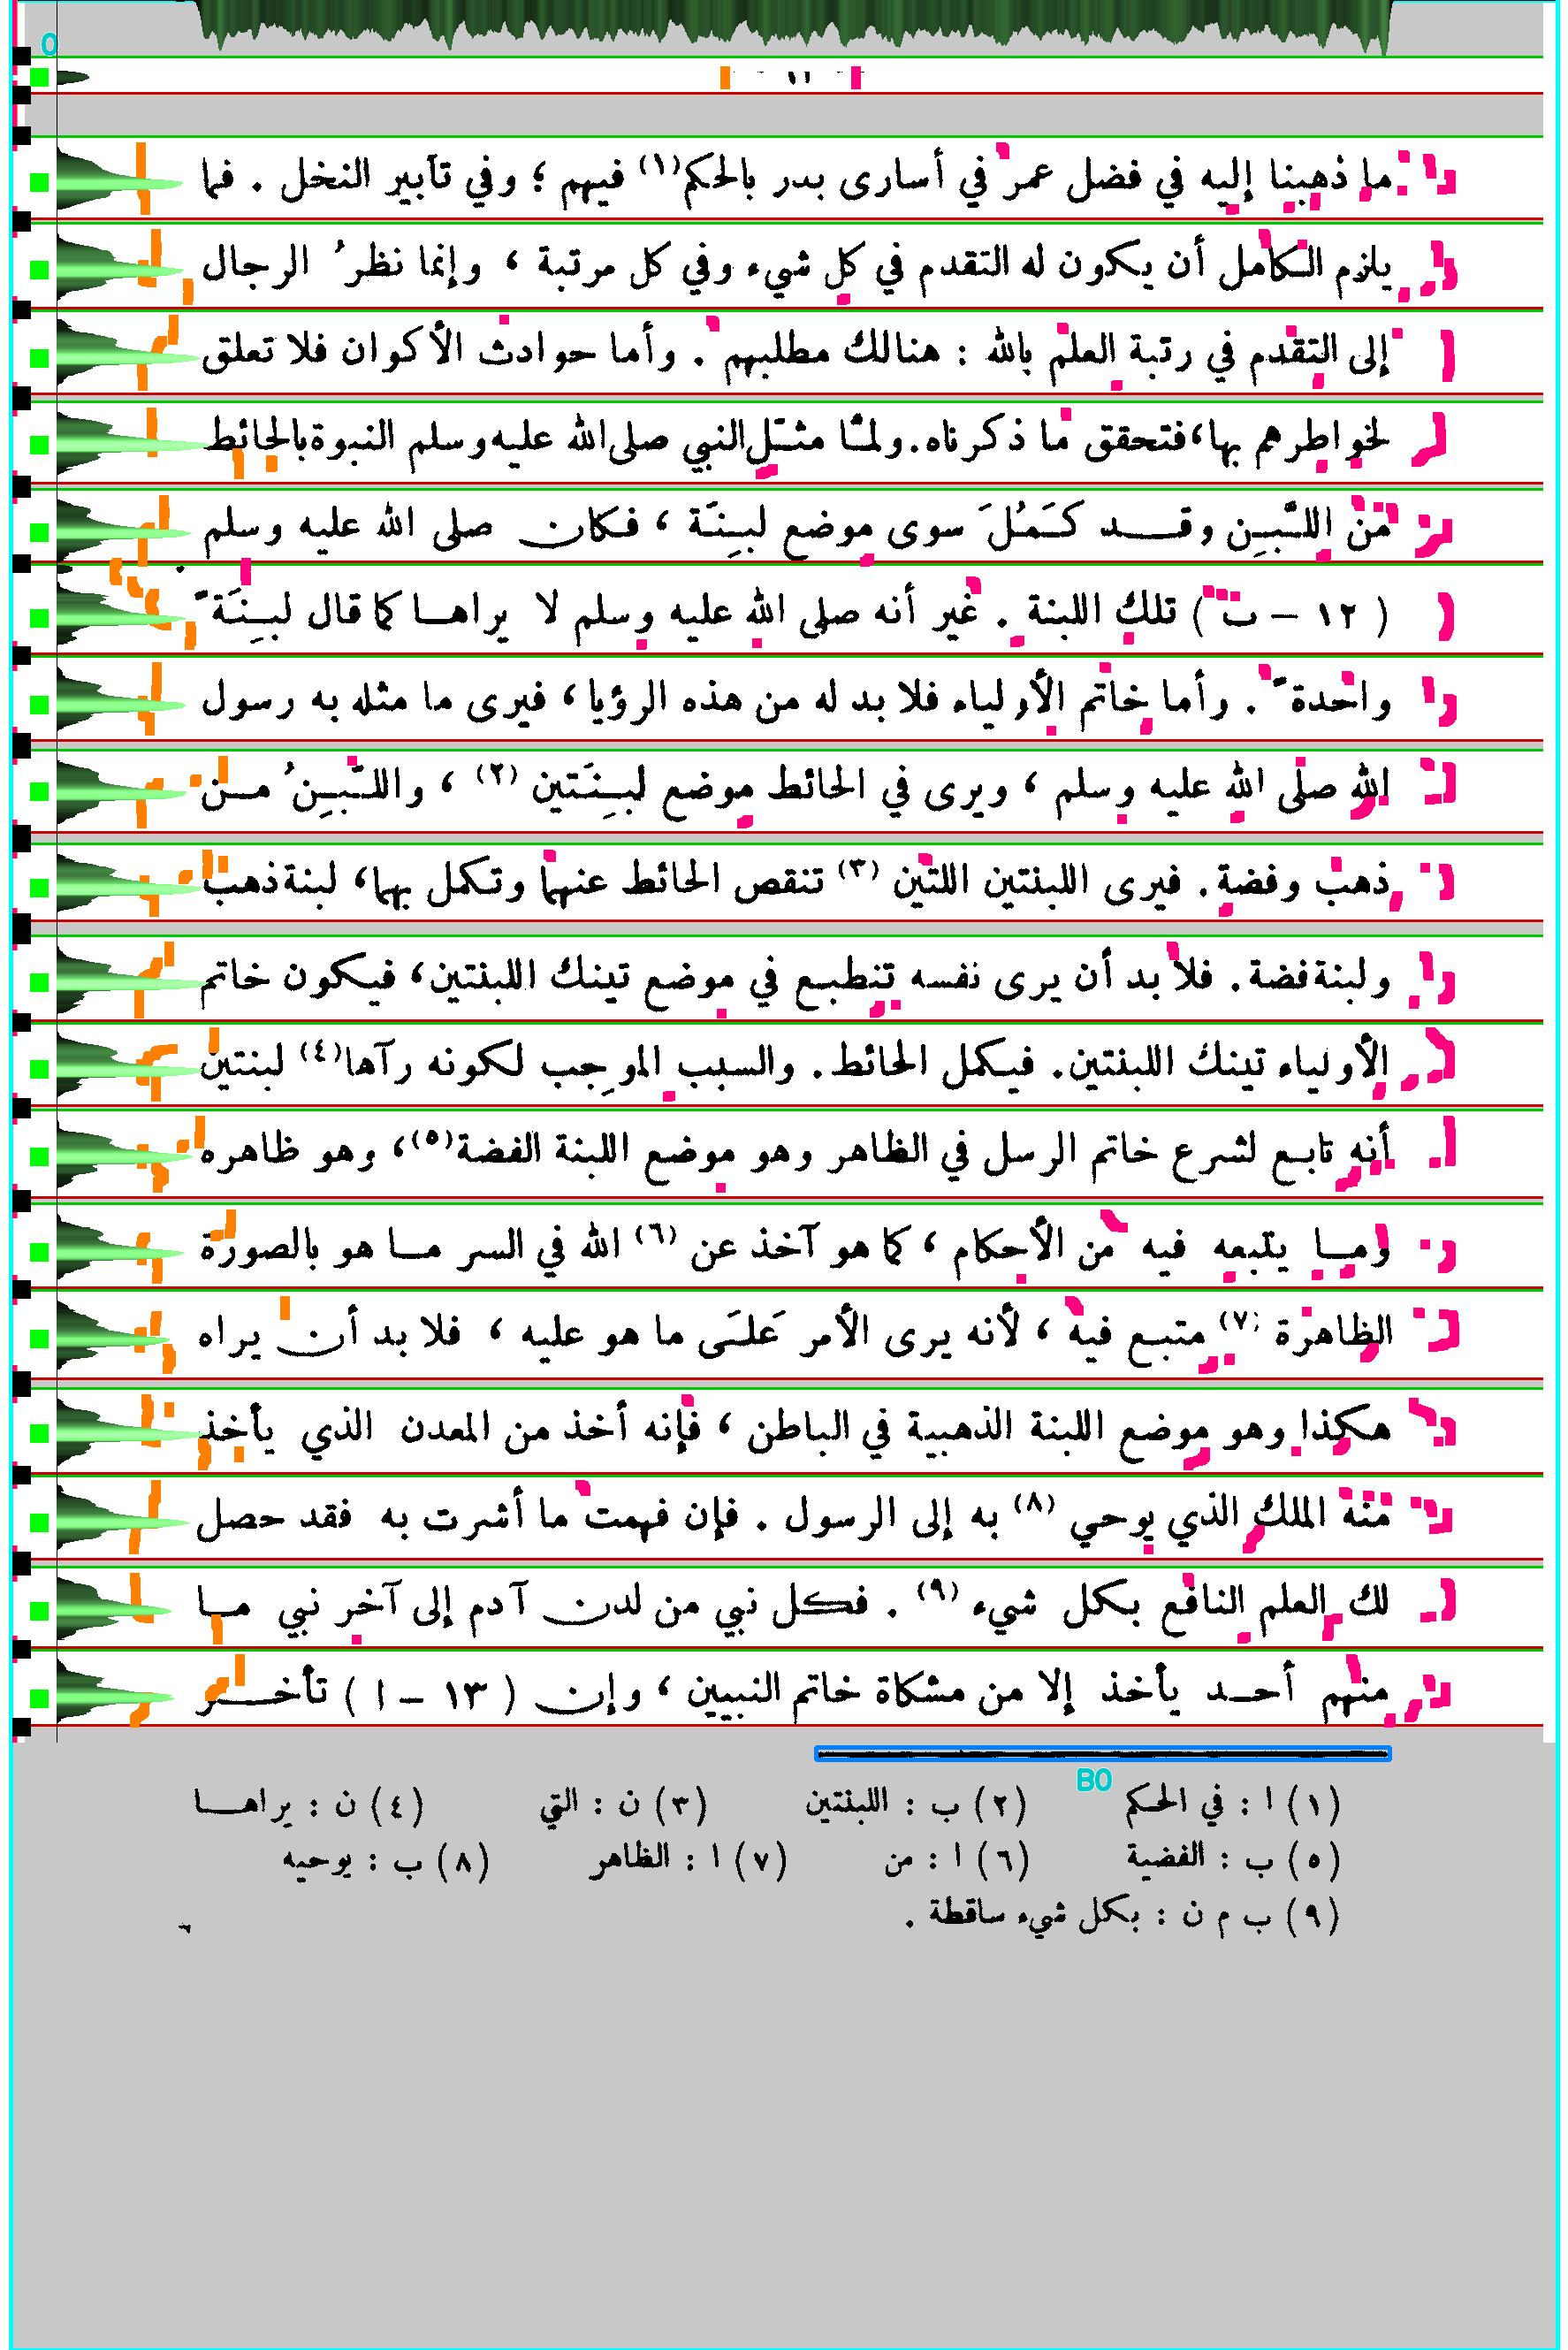 0
١١
ما ذهبنا إليه في فضل عمر في أسارى بدر بالحكم(١) فيهم ؛ وفي تأبير النخل . فما
يلزم الكامل أن يكون له التقدم في كل شيء وفي كل مرتبة ، وإنما نظرُ الرجال
إلى التقدم في رتبة العلم بالله : هنالك مطلبهم . وأما حوادث الأكوان فلا تعلق
لخواطرهم بها، فتحقق ما ذكرناه. ولمَّا مثَّل النبي صلى الله عليه وسلم النبوة بالحائط
من اللَّبِن وقد كَمُلَ سوى موضع لبِنَة ، فكان صلى الله عليه وسلم
( ١٢ – ب ) تلك اللبنة . غير أنه صلى الله عليه وسلم لا يراها كما قال لبِنَةً
واحدةً . وأما خاتم الأولياء فلا بد له من هذه الرؤيا ، فيرى ما مثله به رسول
الله صلى الله عليه وسلم ، ويرى في الحائط موضع لبِنَتين (٢) ، واللَّبِنُ من
ذهب وفضة . فيرى اللبنتين اللتين (٣) تنقص الحائط عنهما وتكمل بهما، لبنة ذهب
ولبنة فضة. فلا بد أن يرى نفسه تنطبع في موضع تينك اللبنتين، فيكون خاتم
الأولياء تينك اللبنتين. فيكمل الحائط. والسبب الموجِب لكونه رآها(٤) لبنتين
أنه تابع لشرع خاتم الرسل في الظاهر وهو موضع اللبنة الفضة(٥)، وهو ظاهره
وما يتبعه فيه من الأحكام ، كما هو آخذ عن (٦) الله في السر ما هو بالصورة
الظاهرة (٧) متبع فيه ، لأنه يرى الأمر عَلَى ما هو عليه ، فلا بد أن يراه
هكذا وهو موضع اللبنة الذهبية في الباطن ، فإنه أخذ من المعدن الذي يأخذ
منه الملك الذي يوحي (٨) به إلى الرسول . فإن فهمت ما أشرت به فقد حصل
لك العلم النافع بكل شيء (٩) . فكل نبي من لدن آدم إلى آخر نبي ما
منهم أحد يأخذ إلا من مشكاة خاتم النبيين ، وإن ( ١٣ – ا ) تأخر
B0
(١) ا : في الحكم (٢) ب : اللبنتين (٣) ن : التي (٤) ن : يراها
(٥) ب : الفضية (٦) ا : من (٧) ا : الظاهر (٨) ب : يوحيه
(٩) ب م ن : بكل شيء ساقطة .